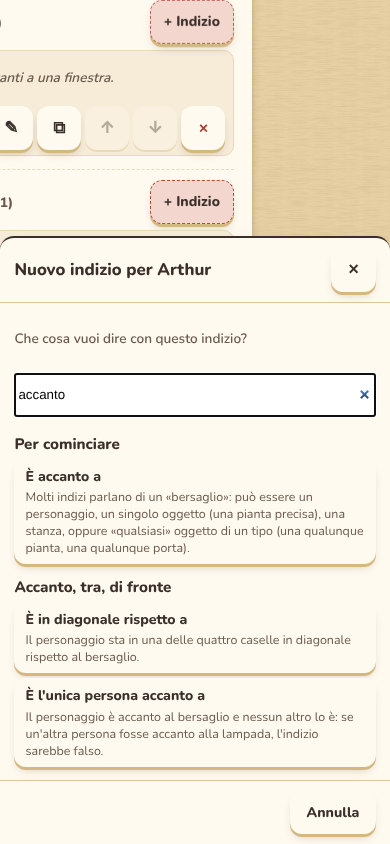 )
+ Indizio
anti a una finestra.
1)
+ Indizio
Nuovo indizio per Arthur
Che cosa vuoi dire con questo indizio?
accanto
Per cominciare
È accanto a
Molti indizi parlano di un «bersaglio»: può essere un
personaggio, un singolo oggetto (una pianta precisa), una
stanza, oppure «qualsiasi» oggetto di un tipo (una qualunque
pianta, una qualunque porta).
Accanto, tra, di fronte
È in diagonale rispetto a
Il personaggio sta in una delle quattro caselle in diagonale
rispetto al bersaglio.
È l'unica persona accanto a
Il personaggio è accanto al bersaglio e nessun altro lo è: se
un'altra persona fosse accanto alla lampada, l'indizio
sarebbe falso.
Annulla